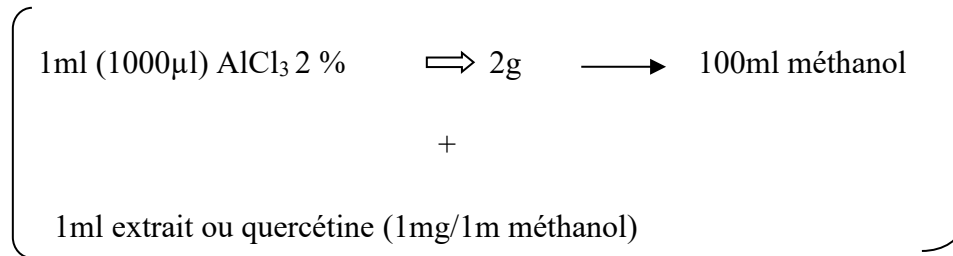 1ml (1000µl) AlCl₃ 2 % ⇨ 2g ⟶ 100ml méthanol
+
1ml extrait ou quercétine (1mg/1m méthanol)